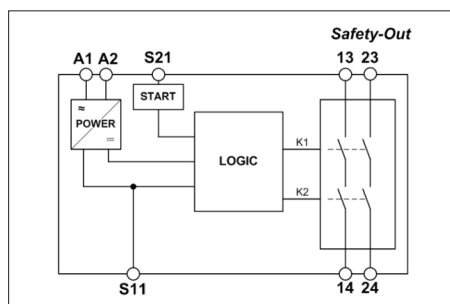 Safety-Out
A1 A2 S21 13 23
START
≂
POWER
⎓
LOGIC
K1
K2
S11 14 24